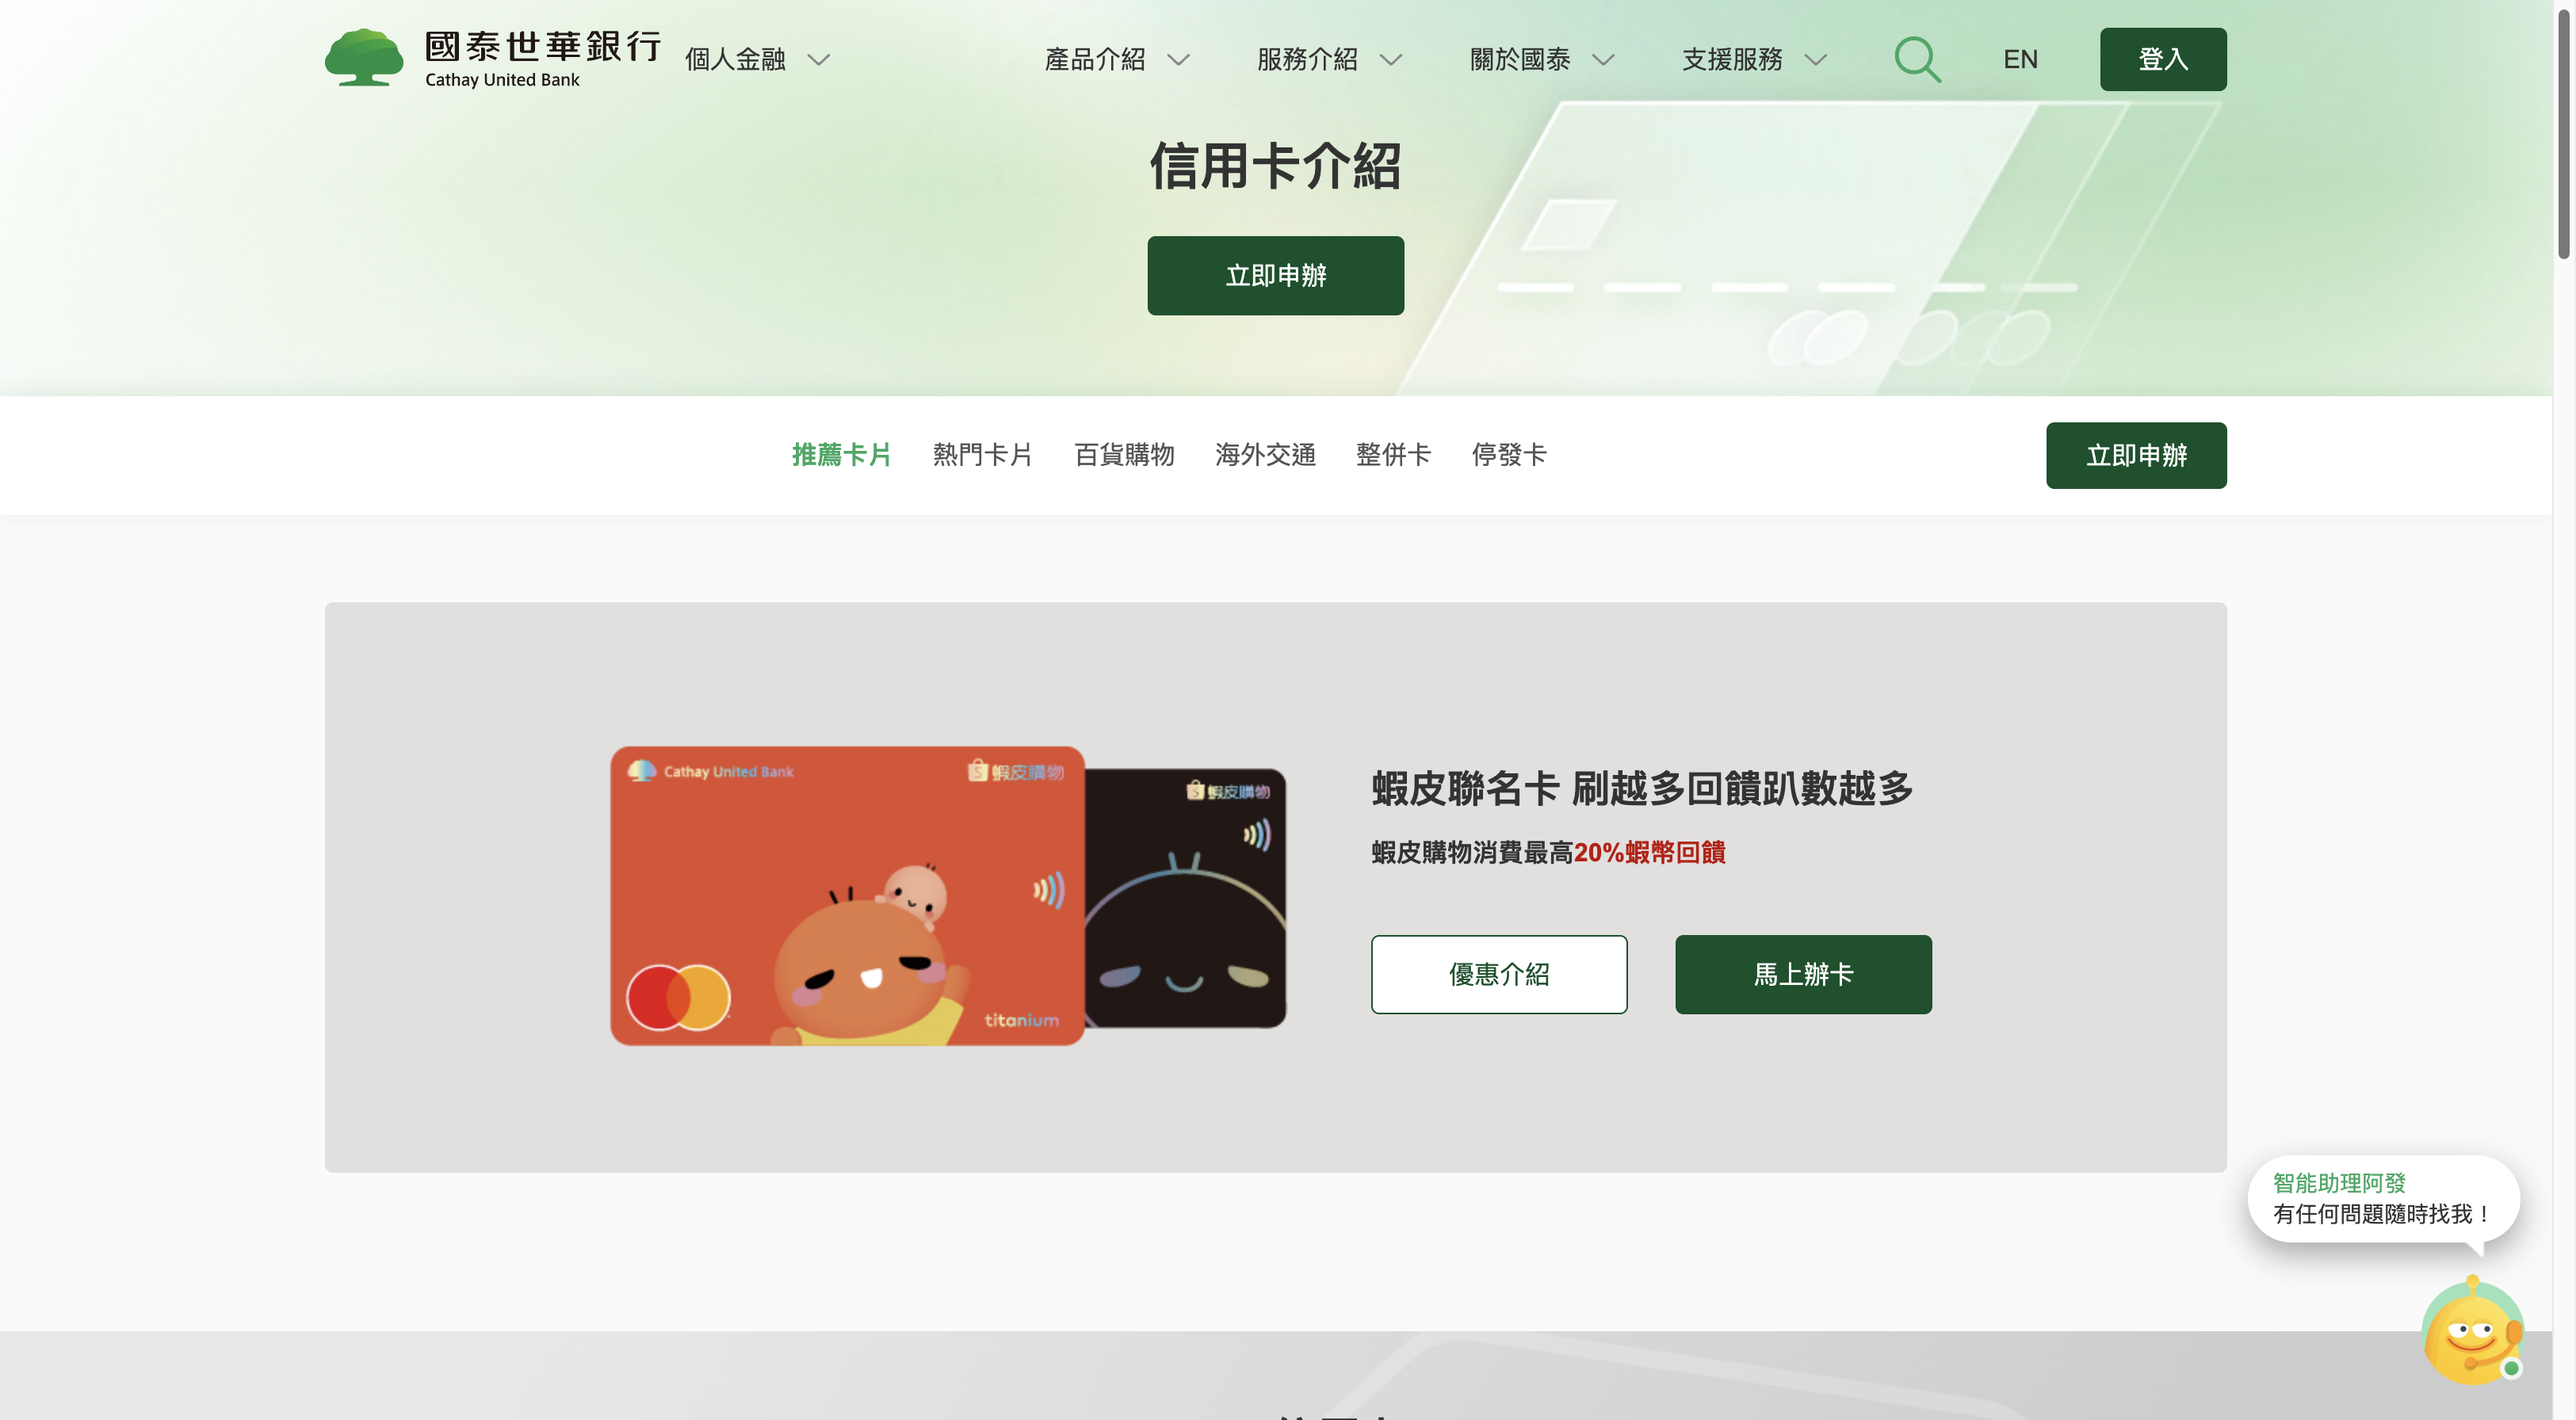 國泰世華銀行
Cathay United Bank
個人金融
產品介紹
服務介紹
關於國泰
支援服務
EN
登入
信用卡介紹
立即申辦
推薦卡片
熱門卡片
百貨購物
海外交通
整併卡
停發卡
立即申辦
Cathay United Bank
蝦皮購物
titanium
蝦皮購物
蝦皮聯名卡 刷越多回饋趴數越多
蝦皮購物消費最高20%蝦幣回饋
優惠介紹
馬上辦卡
智能助理阿發
有任何問題隨時找我！